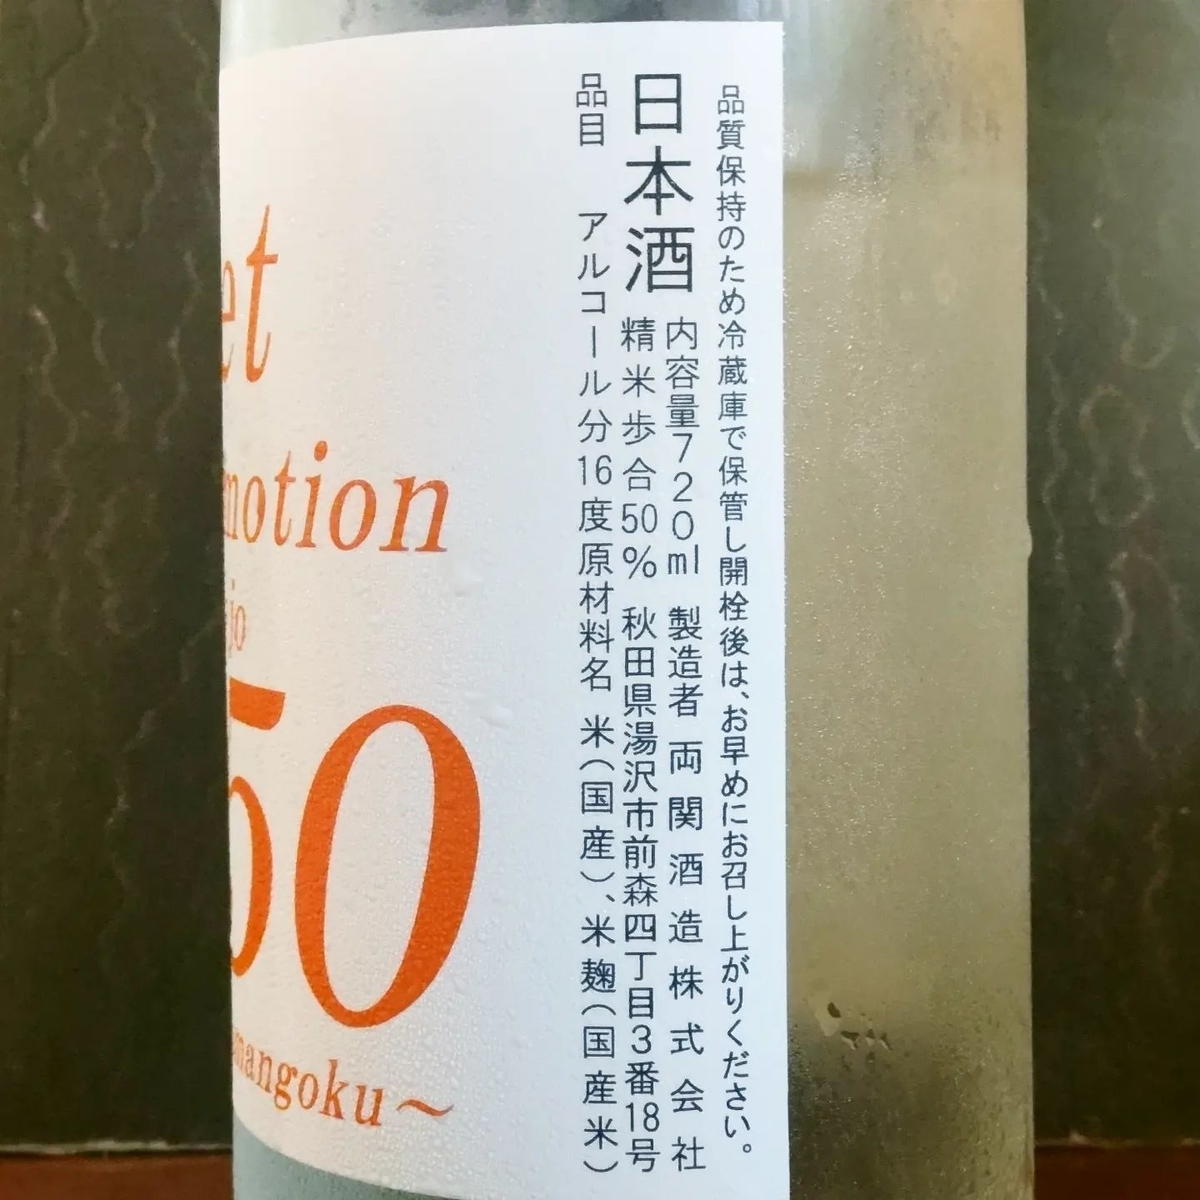 品質保持のため冷蔵庫で保管し開栓後は、お早めにお召し上がりください。
日本酒
内容量720ml 製造者 両関酒造株式会社
精米歩合50% 秋田県湯沢市前森四丁目3番18号
品目 アルコール分16度原材料名 米(国産)、米麹(国産米)
et
motion
jo
50
mangoku~